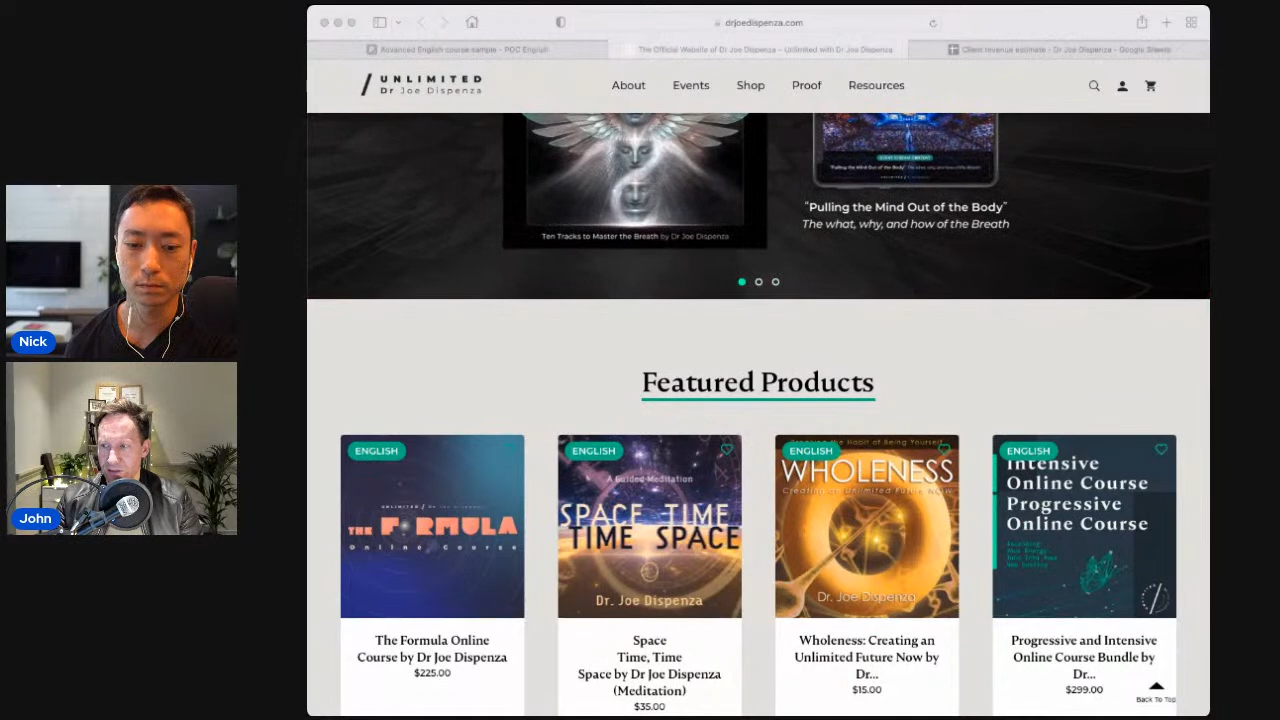 drjoedispenza.com
Advanced English course sample - POC English
The Official Website of Dr Joe Dispenza - Unlimited with Dr Joe Dispenza
Client revenue estimate - Dr Joe Dispenza - Google Sheets
UNLIMITED
Dr Joe Dispenza
About
Events
Shop
Proof
Resources
Ten Tracks to Master the Breath by Dr Joe Dispenza
"Pulling the Mind Out of the Body"
The what, why, and how of the Breath
Nick
John
Featured Products
ENGLISH
UNLIMITED / DR JOE DISPENZA
THE FORMULA
Online Course
The Formula Online
Course by Dr Joe Dispenza
$225.00
ENGLISH
A Guided Meditation
SPACE TIME
TIME SPACE
Dr. Joe Dispenza
Space
Time, Time
Space by Dr Joe Dispenza
(Meditation)
$35.00
ENGLISH
Breaking the Habit of Being Yourself
WHOLENESS
Creating an Unlimited Future NOW
Dr. Joe Dispenza
Wholeness: Creating an
Unlimited Future Now by
Dr...
$15.00
ENGLISH
Intensive
Online Course
Progressive
Online Course
Progressive and Intensive
Online Course Bundle by
Dr...
$299.00
Back To Top